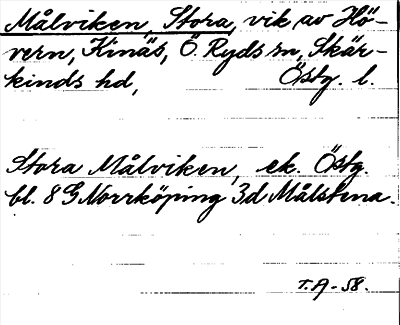 Målviken, Stora, vik av Hö-
vern, Kinäs, Ö. Ryds sn, Skär-
kinds hd, Östg. l.
Stora Målviken, ek. Östg.
bl. 8 G Norrköping 3d Målstena.
T.A-58.